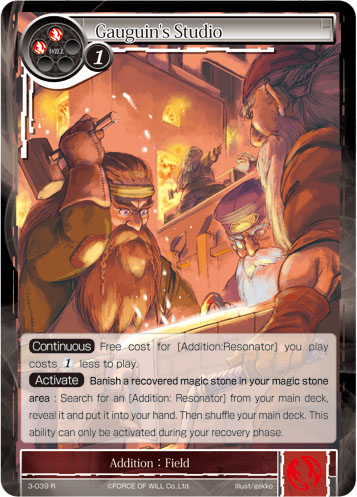 Gauguin's Studio
WILL
1
Continuous Free cost for [Addition:Resonator] you play
costs 1 less to play.
Activate Banish a recovered magic stone in your magic stone
area : Search for an [Addition: Resonator] from your main deck,
reveal it and put it into your hand. Then shuffle your main deck. This
ability can only be activated during your recovery phase.
Addition : Field
3-039 R ©FORCE OF WILL Co.,Ltd. Illust/gekko